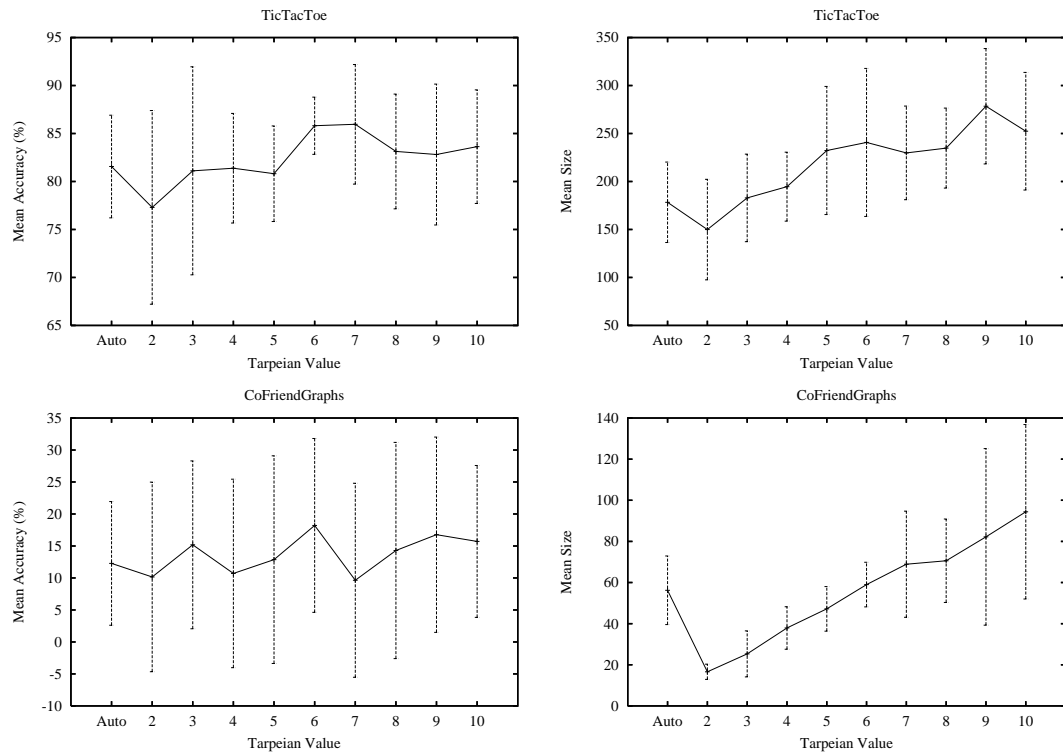 TicTacToe
95
90
85
80
75
70
65
Mean Accuracy (%)
Auto 2 3 4 5 6 7 8 9 10
Tarpeian Value
TicTacToe
350
300
250
200
150
100
50
Mean Size
Auto 2 3 4 5 6 7 8 9 10
Tarpeian Value
CoFriendGraphs
35
30
25
20
15
10
5
0
-5
-10
Mean Accuracy (%)
Auto 2 3 4 5 6 7 8 9 10
Tarpeian Value
CoFriendGraphs
140
120
100
80
60
40
20
0
Mean Size
Auto 2 3 4 5 6 7 8 9 10
Tarpeian Value